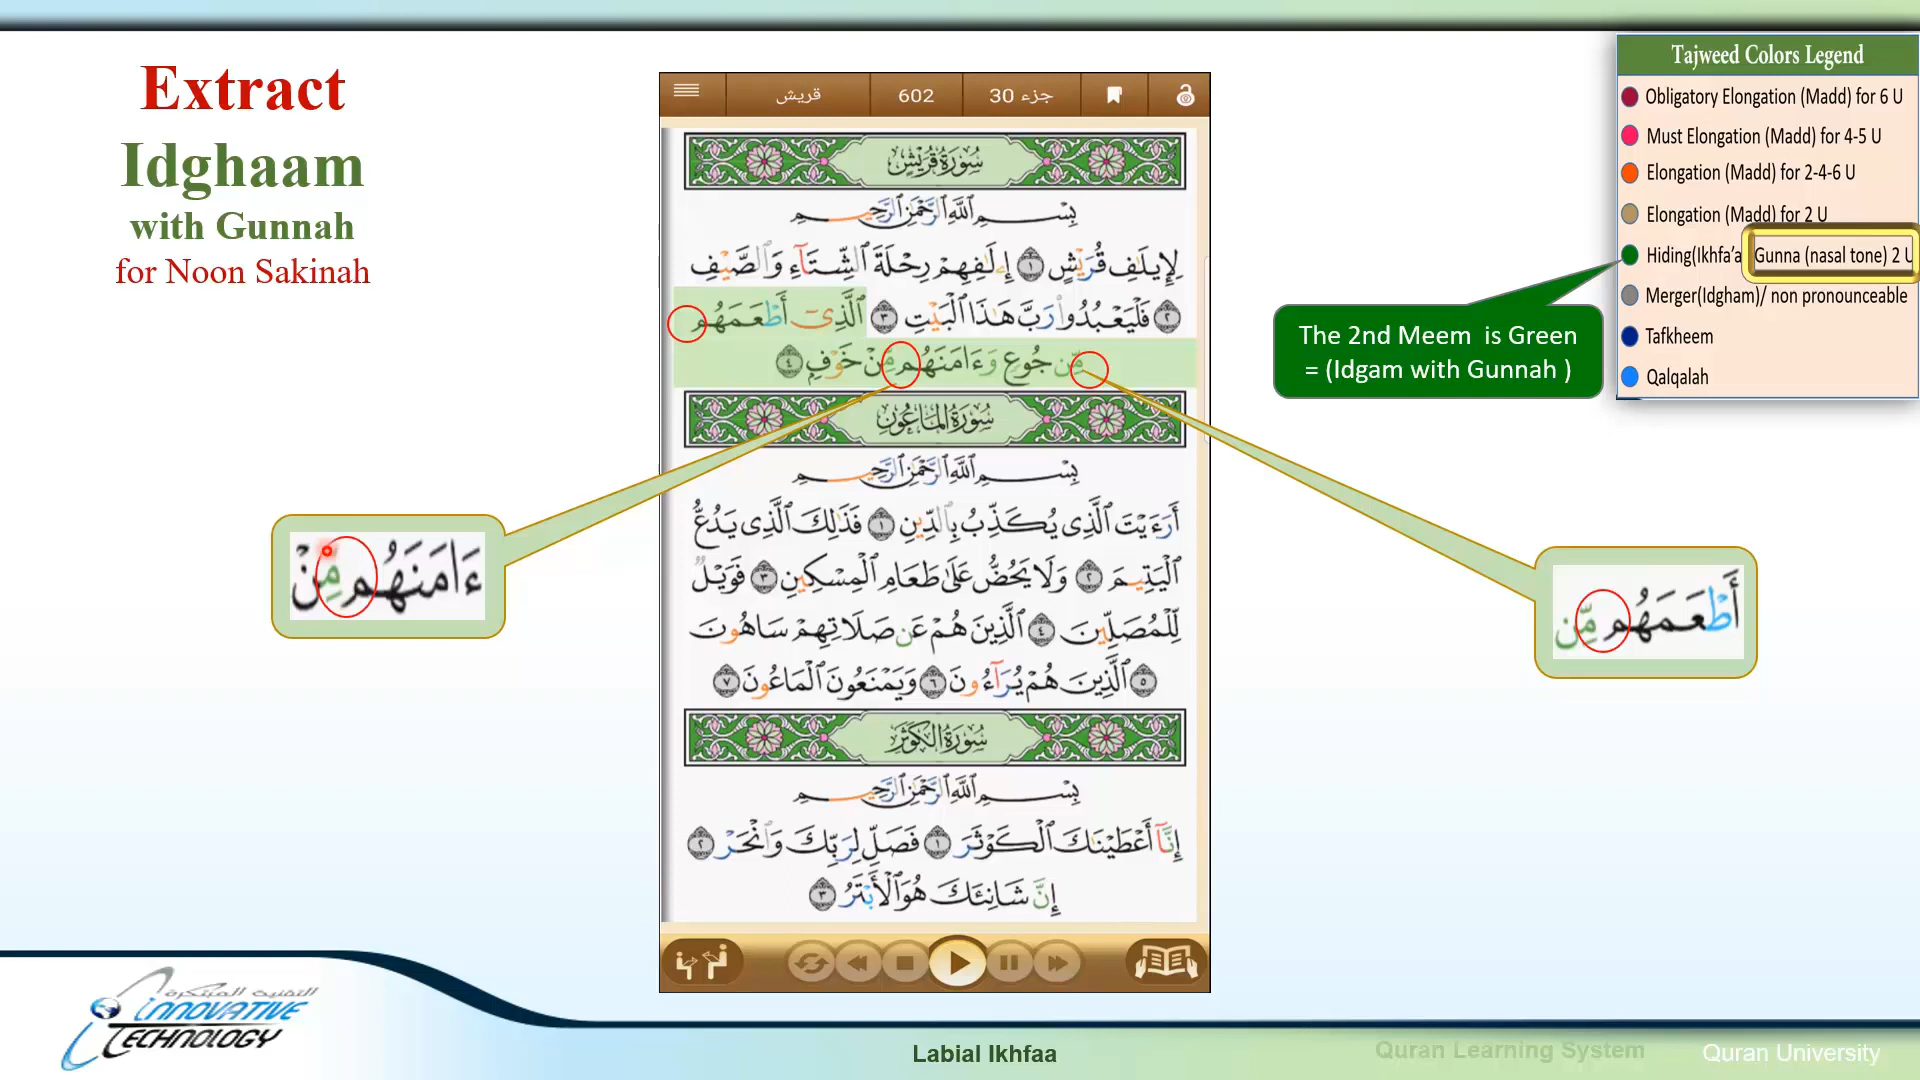 Extract
Idghaam
with Gunnah
for Noon Sakinah
قريش
602
جزء 30
سُورَةُ قُرَيْشٍ
بِسْمِ ٱللَّهِ ٱلرَّحْمَٰنِ ٱلرَّحِيمِ
لِإِيلَٰفِ قُرَيْشٍ ١ إِۦلَٰفِهِمْ رِحْلَةَ ٱلشِّتَآءِ وَٱلصَّيْفِ
٢ فَلْيَعْبُدُوا۟ رَبَّ هَٰذَا ٱلْبَيْتِ ٣ ٱلَّذِىٓ أَطْعَمَهُم
مِّن جُوعٍ وَءَامَنَهُم مِّنْ خَوْفٍۭ ٤
سُورَةُ المَاعُونِ
بِسْمِ ٱللَّهِ ٱلرَّحْمَٰنِ ٱلرَّحِيمِ
أَرَءَيْتَ ٱلَّذِى يُكَذِّبُ بِٱلدِّينِ ١ فَذَٰلِكَ ٱلَّذِى يَدُعُّ
ٱلْيَتِيمَ ٢ وَلَا يَحُضُّ عَلَىٰ طَعَامِ ٱلْمِسْكِينِ ٣ فَوَيْلٌ
لِّلْمُصَلِّينَ ٤ ٱلَّذِينَ هُمْ عَن صَلَاتِهِمْ سَاهُونَ
٥ ٱلَّذِينَ هُمْ يُرَآءُونَ ٦ وَيَمْنَعُونَ ٱلْمَاعُونَ ٧
سُورَةُ الكَوْثَرِ
بِسْمِ ٱللَّهِ ٱلرَّحْمَٰنِ ٱلرَّحِيمِ
إِنَّآ أَعْطَيْنَٰكَ ٱلْكَوْثَرَ ١ فَصَلِّ لِرَبِّكَ وَٱنْحَرْ ٢
إِنَّ شَانِئَكَ هُوَ ٱلْأَبْتَرُ ٣
Tajweed Colors Legend
Obligatory Elongation (Madd) for 6 U
Must Elongation (Madd) for 4-5 U
Elongation (Madd) for 2-4-6 U
Elongation (Madd) for 2 U
Hiding(Ikhfa'a Gunna (nasal tone) 2 U
Merger(Idgham)/ non pronounceable
Tafkheem
Qalqalah
The 2nd Meem is Green
= (Idgam with Gunnah )
ءَامَنَهُم مِّنْ
أَطْعَمَهُم مِّن
التقنية المبتكرة
INNOVATIVE
TECHNOLOGY
Labial Ikhfaa
Quran Learning System
Quran University